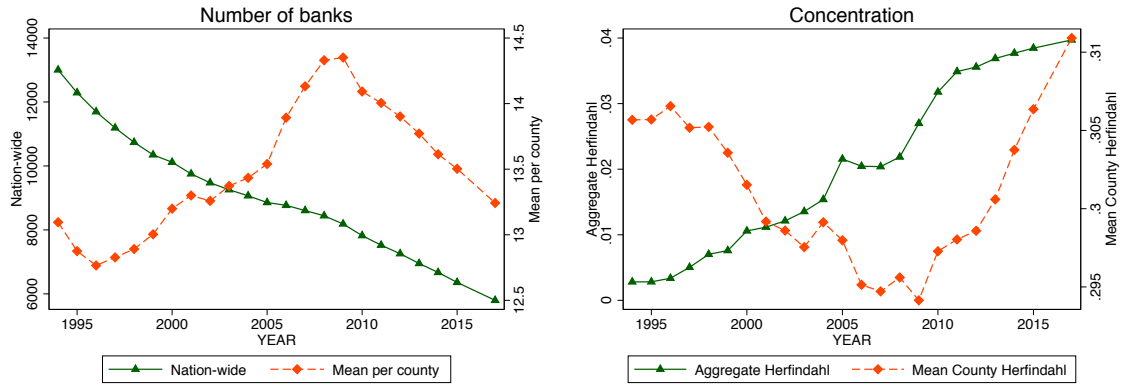 Number of banks
Nation-wide
6000 8000 10000 12000 14000
Mean per county
12.5 13 13.5 14 14.5
1995 2000 2005 2010 2015
YEAR
Nation-wide Mean per county
Concentration
Aggregate Herfindahl
0 .01 .02 .03 .04
Mean County Herfindahl
.295 .3 .305 .31
1995 2000 2005 2010 2015
YEAR
Aggregate Herfindahl Mean County Herfindahl